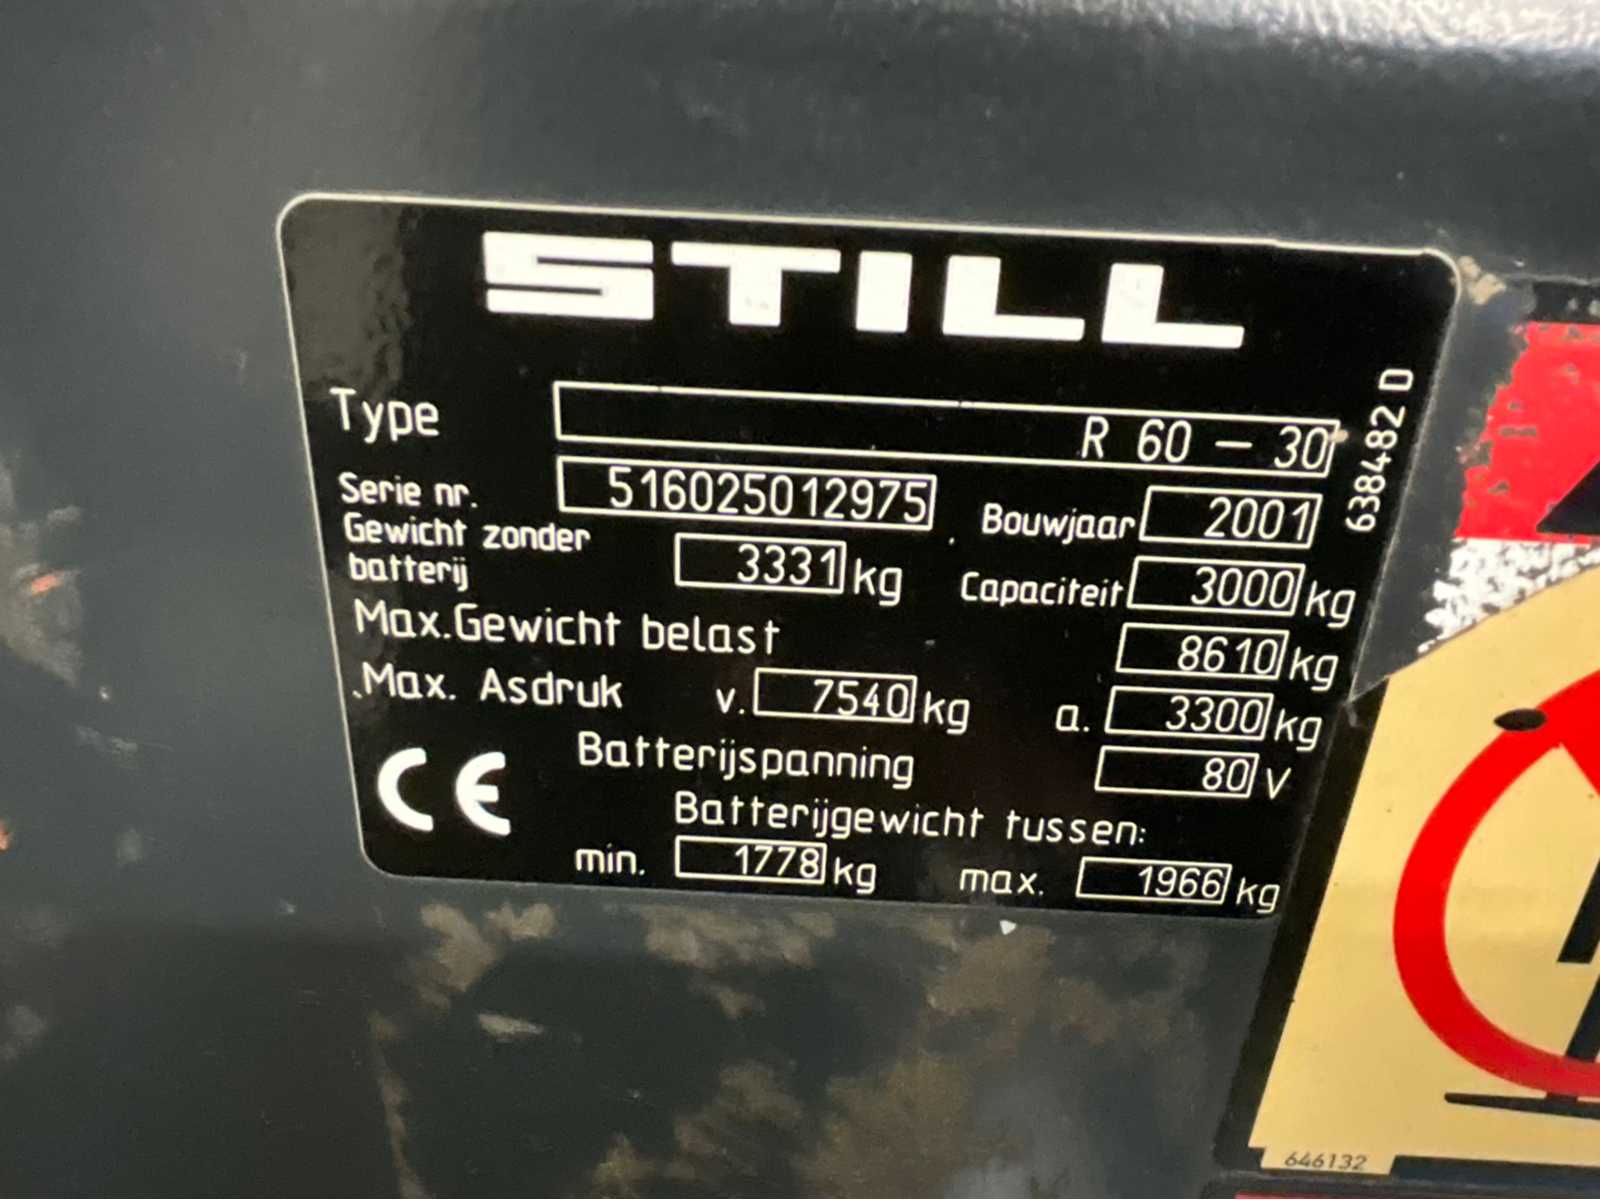 STILL
Type R 60 - 30
Serie nr. 516025012975 Bouwjaar 2001
Gewicht zonder
batterij 3331 kg Capaciteit 3000 kg
Max.Gewicht belast 8610 kg
Max. Asdruk v. 7540 kg a. 3300 kg
Batterijspanning 80 V
CE
Batterijgewicht tussen:
min. 1778 kg max. 1966 kg
638482 D
646132